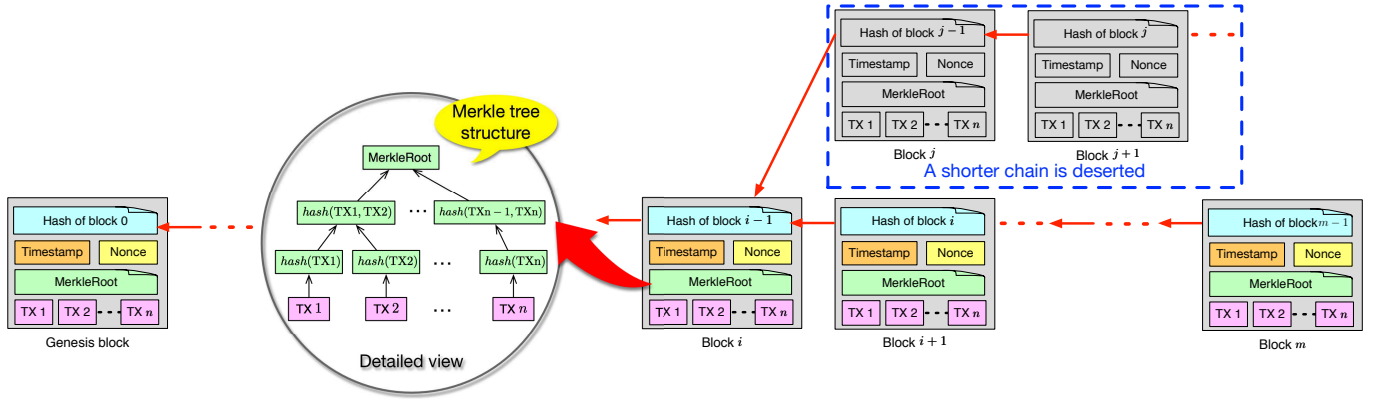 Hash of block j − 1
Timestamp Nonce
MerkleRoot
TX 1 TX 2 TX n
Block j
Hash of block j
Timestamp Nonce
MerkleRoot
TX 1 TX 2 TX n
Block j + 1
A shorter chain is deserted
Hash of block 0
Timestamp Nonce
MerkleRoot
TX 1 TX 2 TX n
Genesis block
Merkle tree
structure
MerkleRoot
hash(TX1, TX2) ··· hash(TXn − 1, TXn)
hash(TX1) hash(TX2) ··· hash(TXn)
TX 1 TX 2 ··· TX n
Detailed view
Hash of block i − 1
Timestamp Nonce
MerkleRoot
TX 1 TX 2 TX n
Block i
Hash of block i
Timestamp Nonce
MerkleRoot
TX 1 TX 2 TX n
Block i + 1
Hash of block m − 1
Timestamp Nonce
MerkleRoot
TX 1 TX 2 TX n
Block m